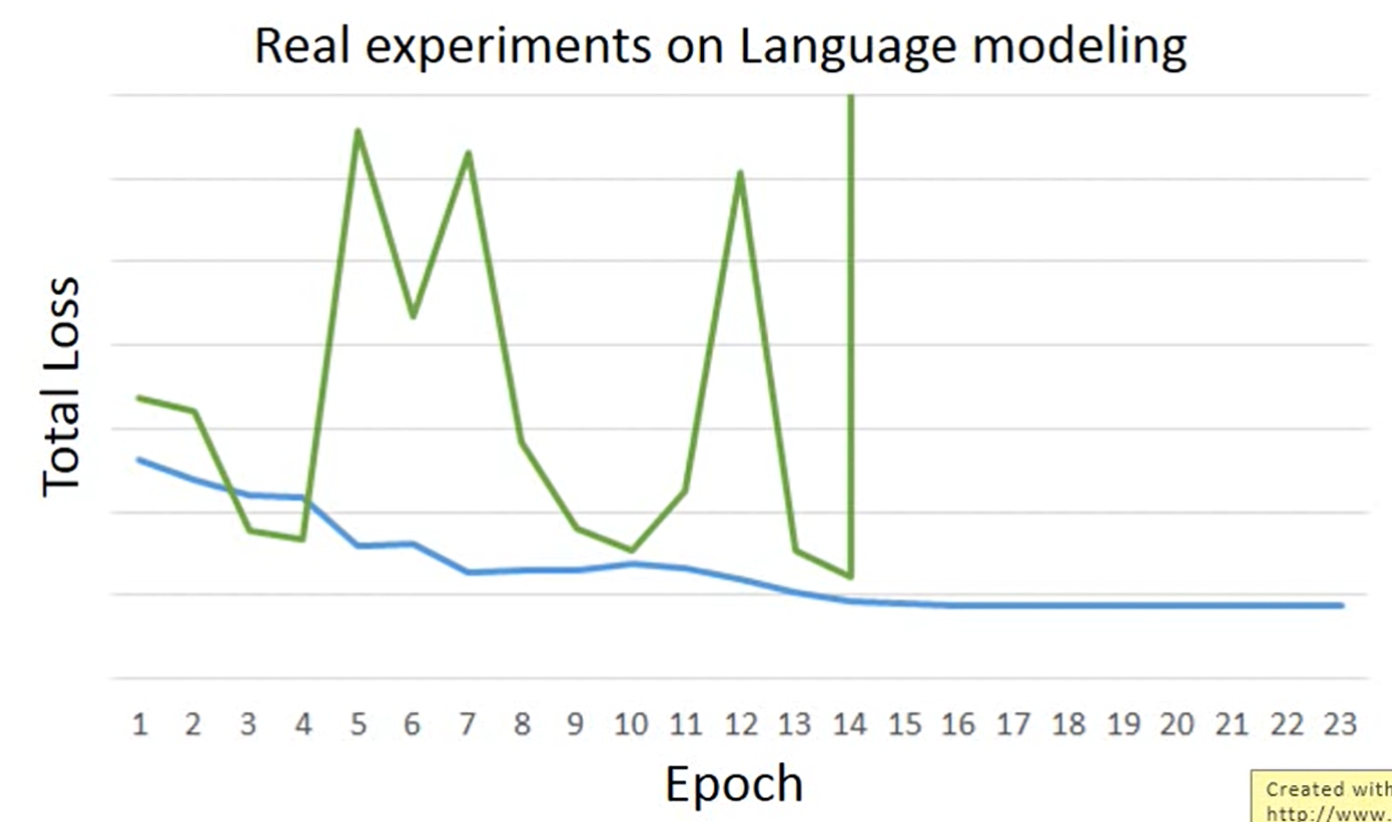 Real experiments on Language modeling
Total Loss
1 2 3 4 5 6 7 8 9 10 11 12 13 14 15 16 17 18 19 20 21 22 23
Epoch
Created with
http://www.